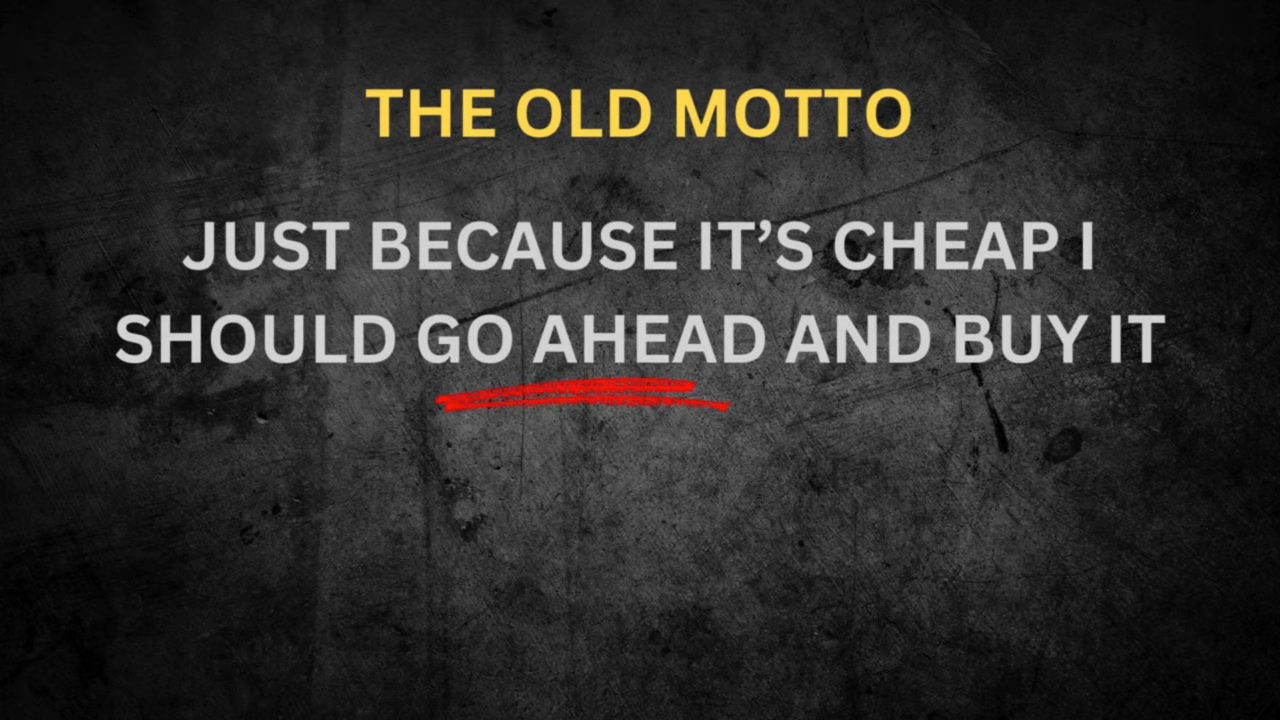 THE OLD MOTTO
JUST BECAUSE IT’S CHEAP I
SHOULD GO AHEAD AND BUY IT